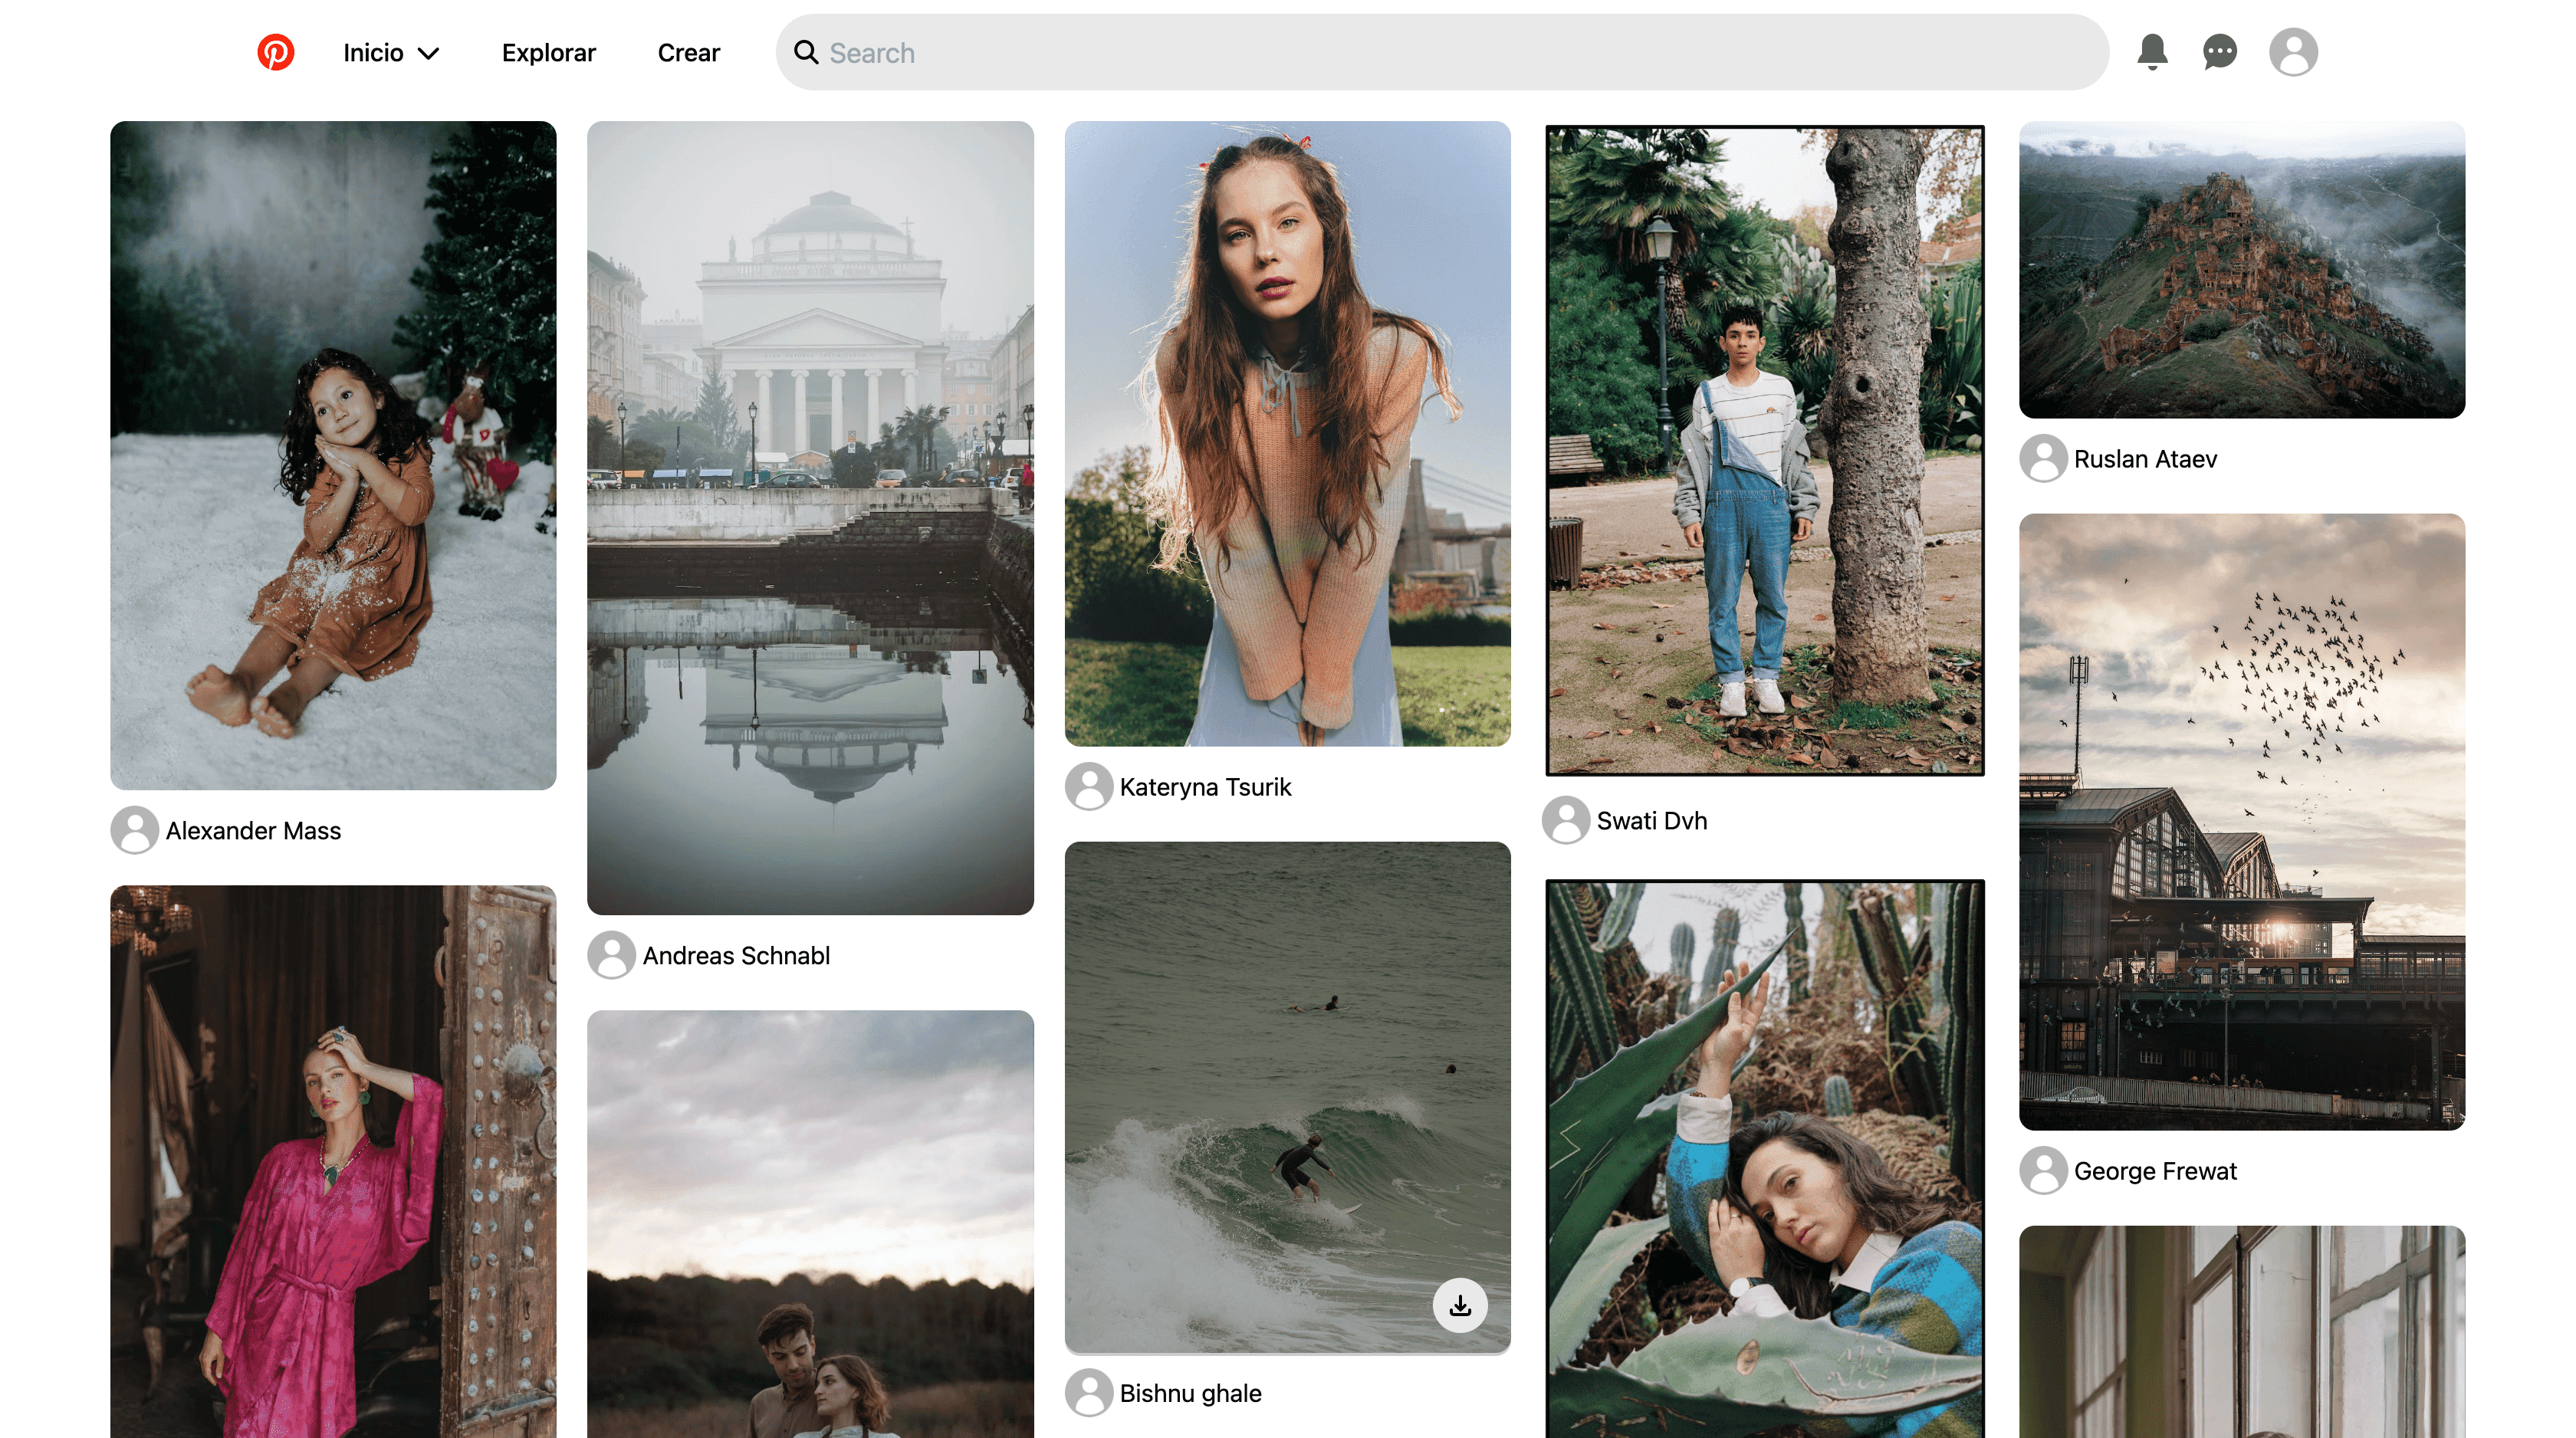 Inicio
Explorar
Crear
Search
Alexander Mass
Andreas Schnabl
Kateryna Tsurik
Bishnu ghale
Swati Dvh
Ruslan Ataev
George Frewat